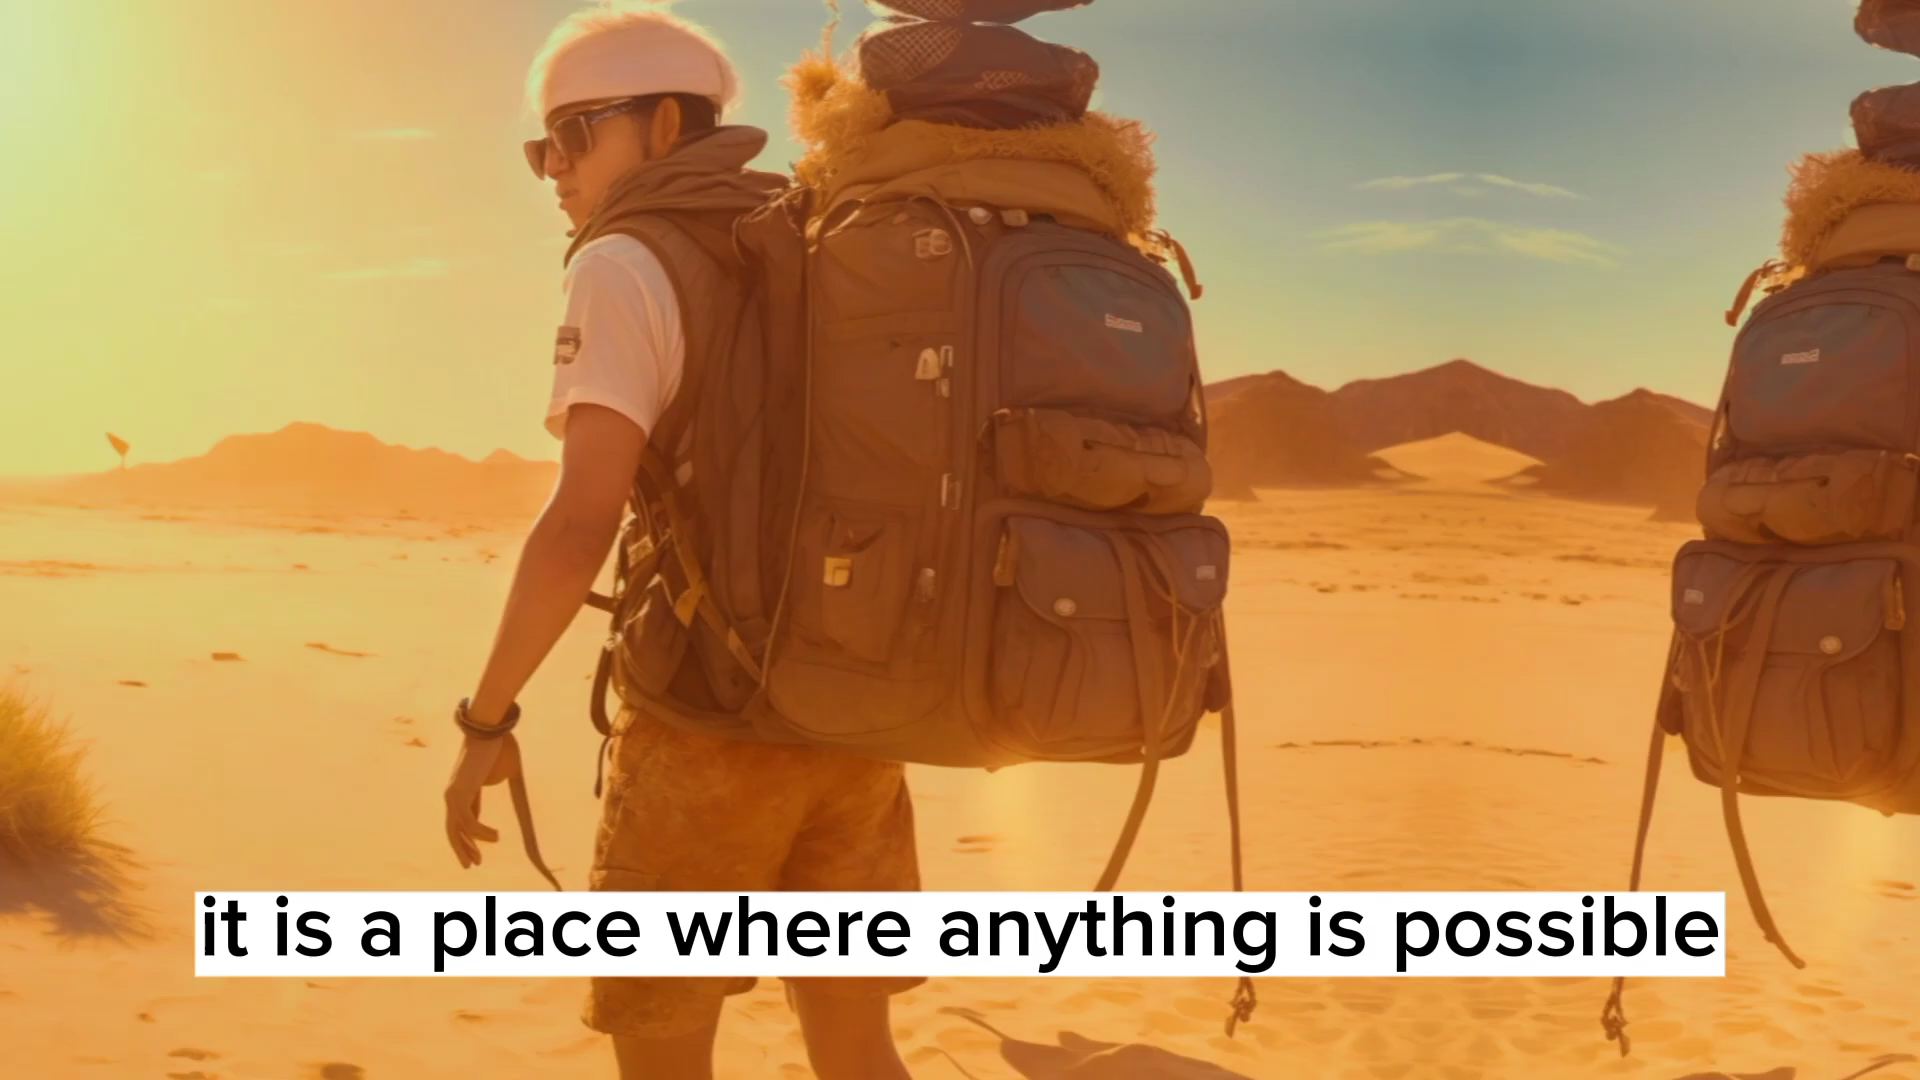 it is a place where anything is possible